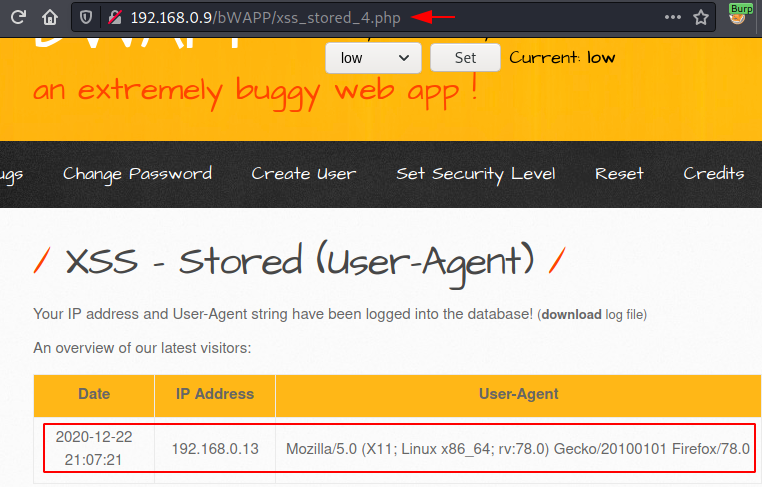 192.168.0.9/bWAPP/xss_stored_4.php
Burp
bWAPP
low Set Current: low
an extremely buggy web app !
ugs Change Password Create User Set Security Level Reset Credits
/ XSS - Stored (User-Agent) /
Your IP address and User-Agent string have been logged into the database! (download log file)
An overview of our latest visitors:
Date IP Address User-Agent
2020-12-22
21:07:21
192.168.0.13 Mozilla/5.0 (X11; Linux x86_64; rv:78.0) Gecko/20100101 Firefox/78.0